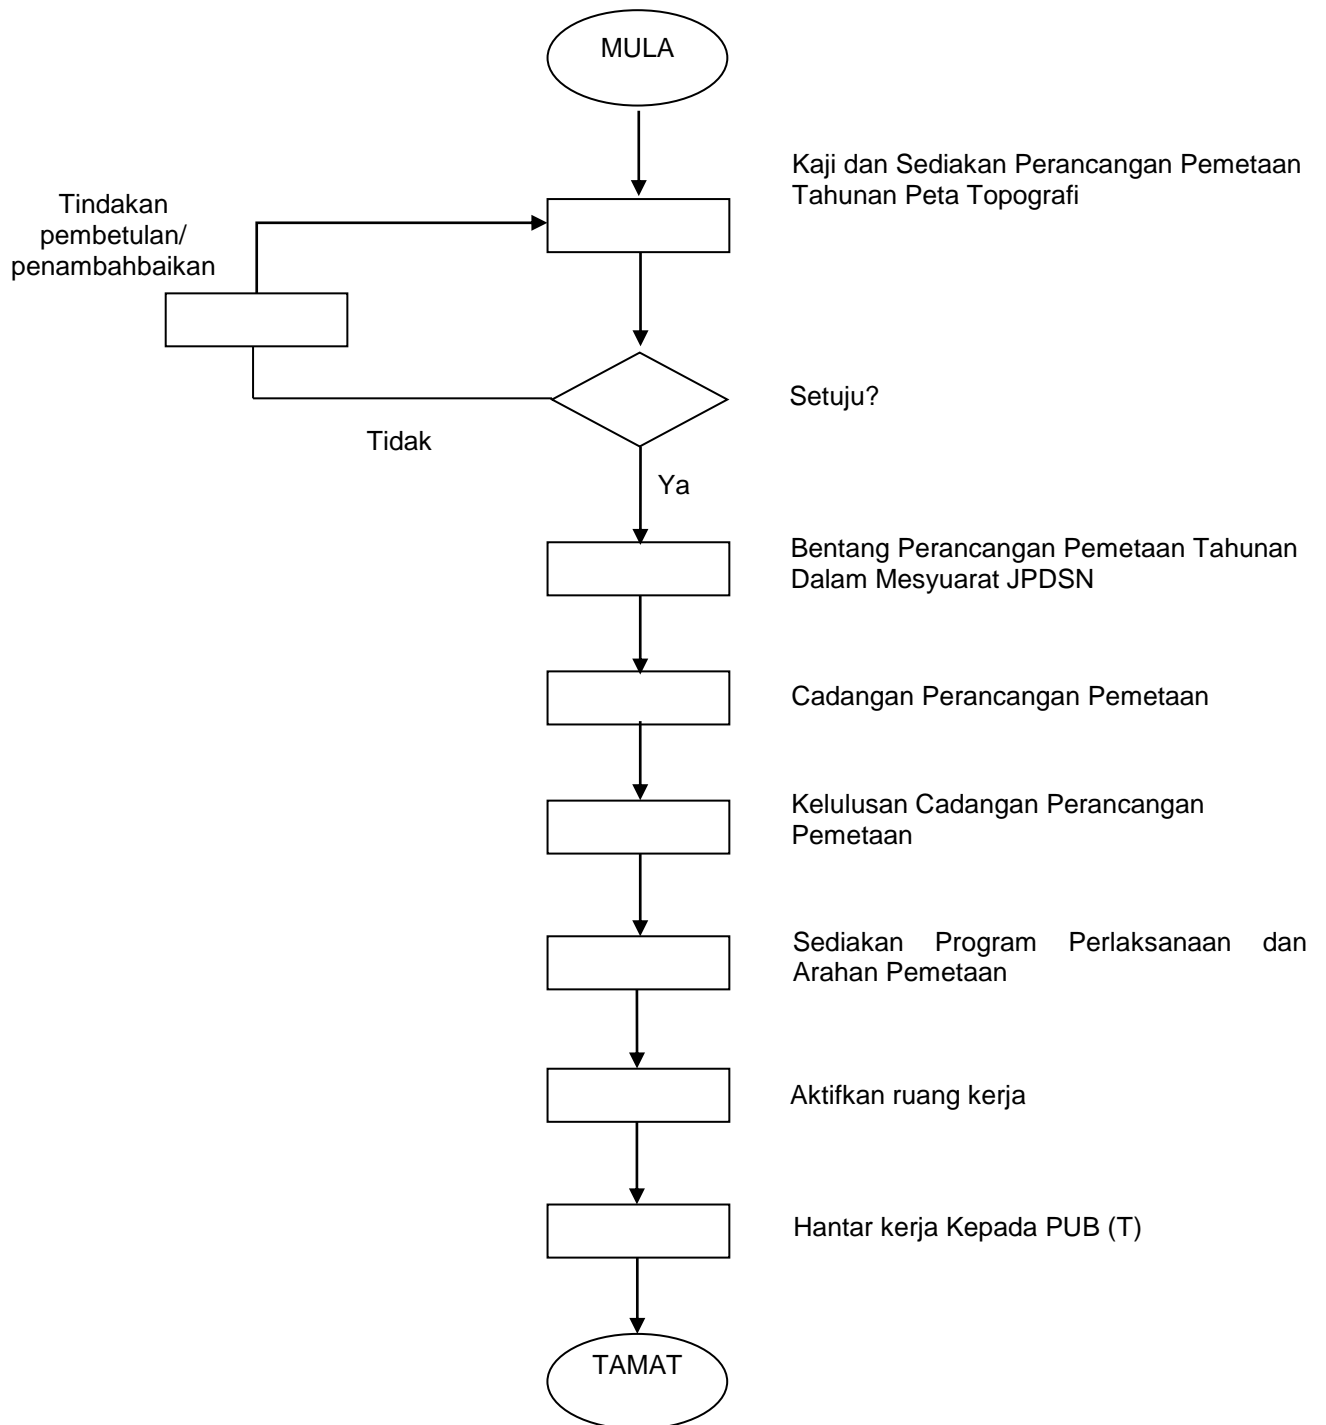 MULA
Kaji dan Sediakan Perancangan Pemetaan
Tahunan Peta Topografi
Tindakan
pembetulan/
penambahbaikan
Setuju?
Tidak
Ya
Bentang Perancangan Pemetaan Tahunan
Dalam Mesyuarat JPDSN
Cadangan Perancangan Pemetaan
Kelulusan Cadangan Perancangan
Pemetaan
Sediakan Program Perlaksanaan dan
Arahan Pemetaan
Aktifkan ruang kerja
Hantar kerja Kepada PUB (T)
TAMAT